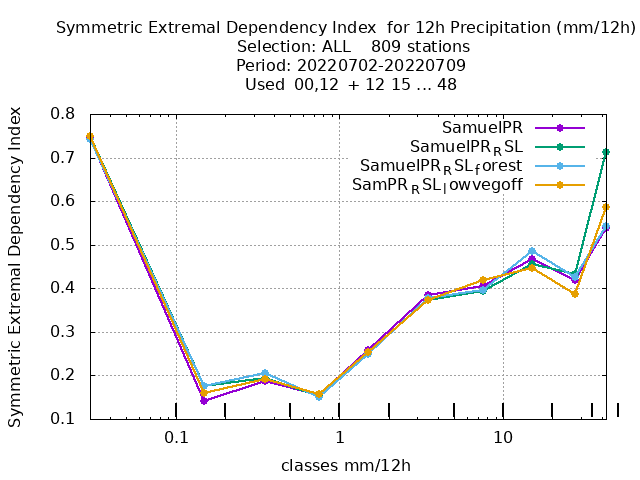 Symmetric Extremal Dependency Index for 12h Precipitation (mm/12h)
Selection: ALL 809 stations
Period: 20220702-20220709
Used 00,12 + 12 15 ... 48
Symmetric Extremal Dependency Index
0.8
0.7
0.6
0.5
0.4
0.3
0.2
0.1
SamuelPR
SamuelPR_RSL
SamuelPR_RSL_forest
SamPR_RSL_lowvegoff
0.1 1 10
classes mm/12h